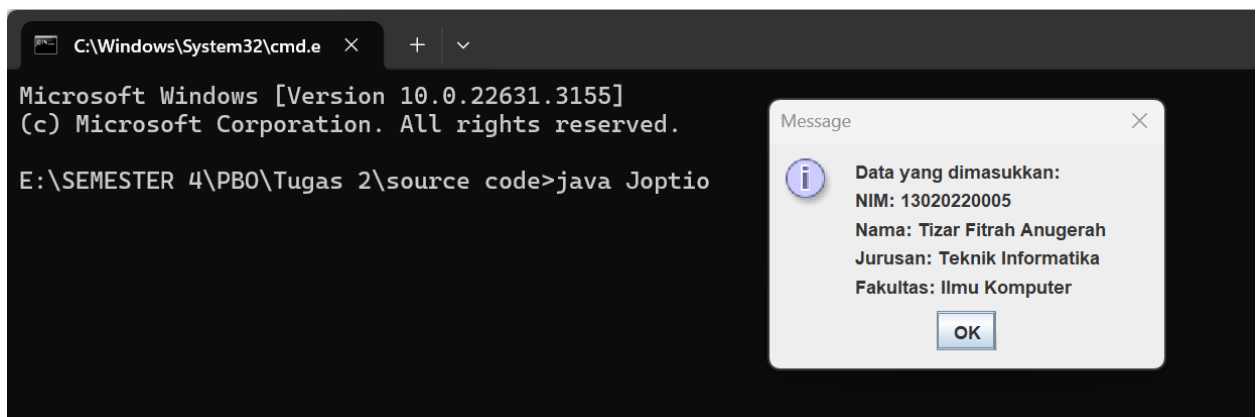 C:\Windows\System32\cmd.e
Microsoft Windows [Version 10.0.22631.3155]
(c) Microsoft Corporation. All rights reserved.
E:\SEMESTER 4\PBO\Tugas 2\source code>java Joptio
Message
Data yang dimasukkan:
NIM: 13020220005
Nama: Tizar Fitrah Anugerah
Jurusan: Teknik Informatika
Fakultas: Ilmu Komputer
OK